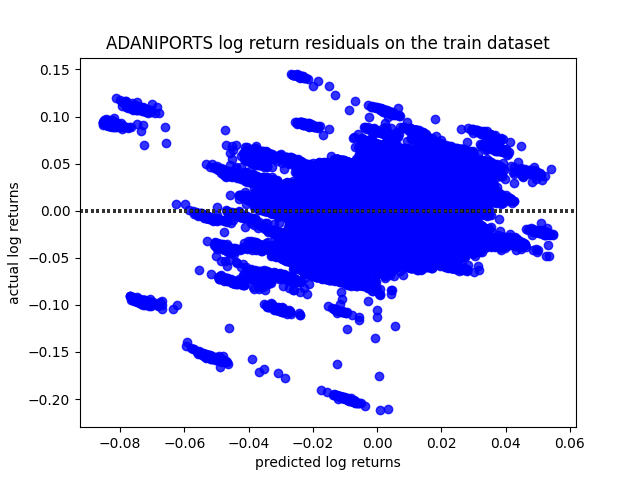 ADANIPORTS log return residuals on the train dataset
actual log returns
0.15
0.10
0.05
0.00
−0.05
−0.10
−0.15
−0.20
−0.08 −0.06 −0.04 −0.02 0.00 0.02 0.04 0.06
predicted log returns